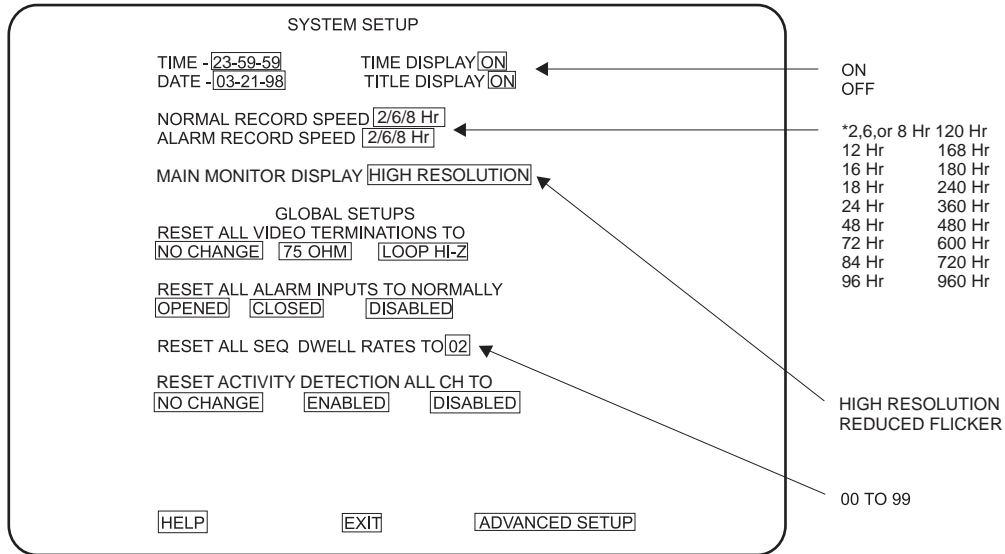 SYSTEM SETUP
TIME - 23-59-59 TIME DISPLAY ON
DATE - 03-21-98 TITLE DISPLAY ON
NORMAL RECORD SPEED 2/6/8 Hr
ALARM RECORD SPEED 2/6/8 Hr
MAIN MONITOR DISPLAY HIGH RESOLUTION
GLOBAL SETUPS
RESET ALL VIDEO TERMINATIONS TO
NO CHANGE 75 OHM LOOP HI-Z
RESET ALL ALARM INPUTS TO NORMALLY
OPENED CLOSED DISABLED
RESET ALL SEQ DWELL RATES TO 02
RESET ACTIVITY DETECTION ALL CH TO
NO CHANGE ENABLED DISABLED
HELP EXIT ADVANCED SETUP
ON
OFF
*2,6,or 8 Hr 120 Hr
12 Hr 168 Hr
16 Hr 180 Hr
18 Hr 240 Hr
24 Hr 360 Hr
48 Hr 480 Hr
72 Hr 600 Hr
84 Hr 720 Hr
96 Hr 960 Hr
HIGH RESOLUTION
REDUCED FLICKER
00 TO 99